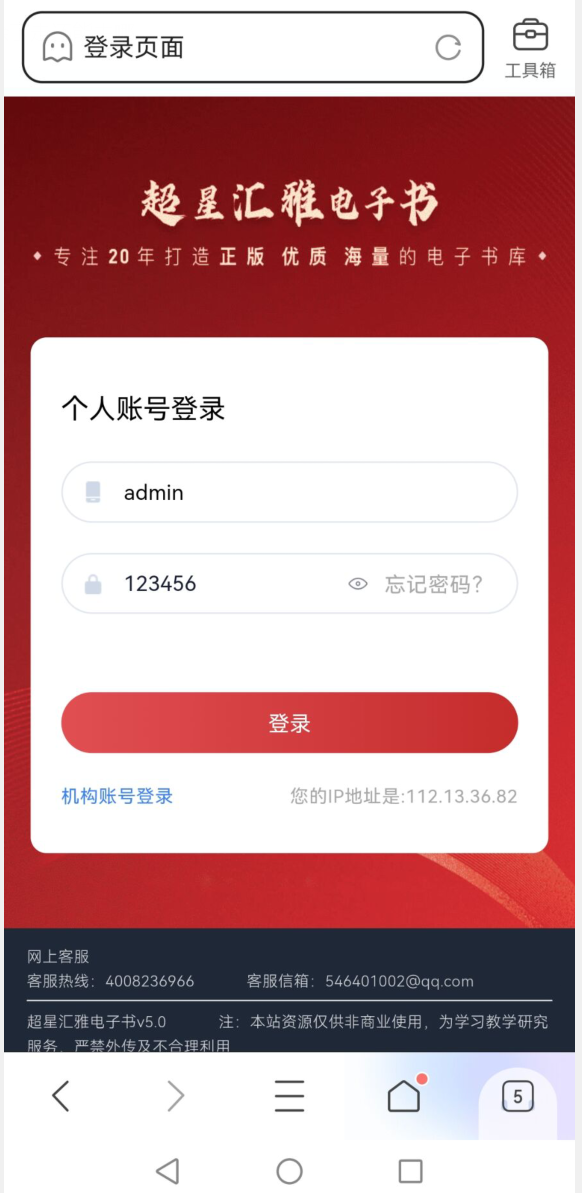 登录页面
工具箱
超星汇雅电子书
专注20年打造正版 优质 海量的电子书库
个人账号登录
admin
123456 忘记密码?
登录
机构账号登录 您的IP地址是:112.13.36.82
网上客服
客服热线：4008236966 客服信箱：546401002@qq.com
超星汇雅电子书v5.0 注：本站资源仅供非商业使用，为学习教学研究
服务、严禁外传及不合理利用
5